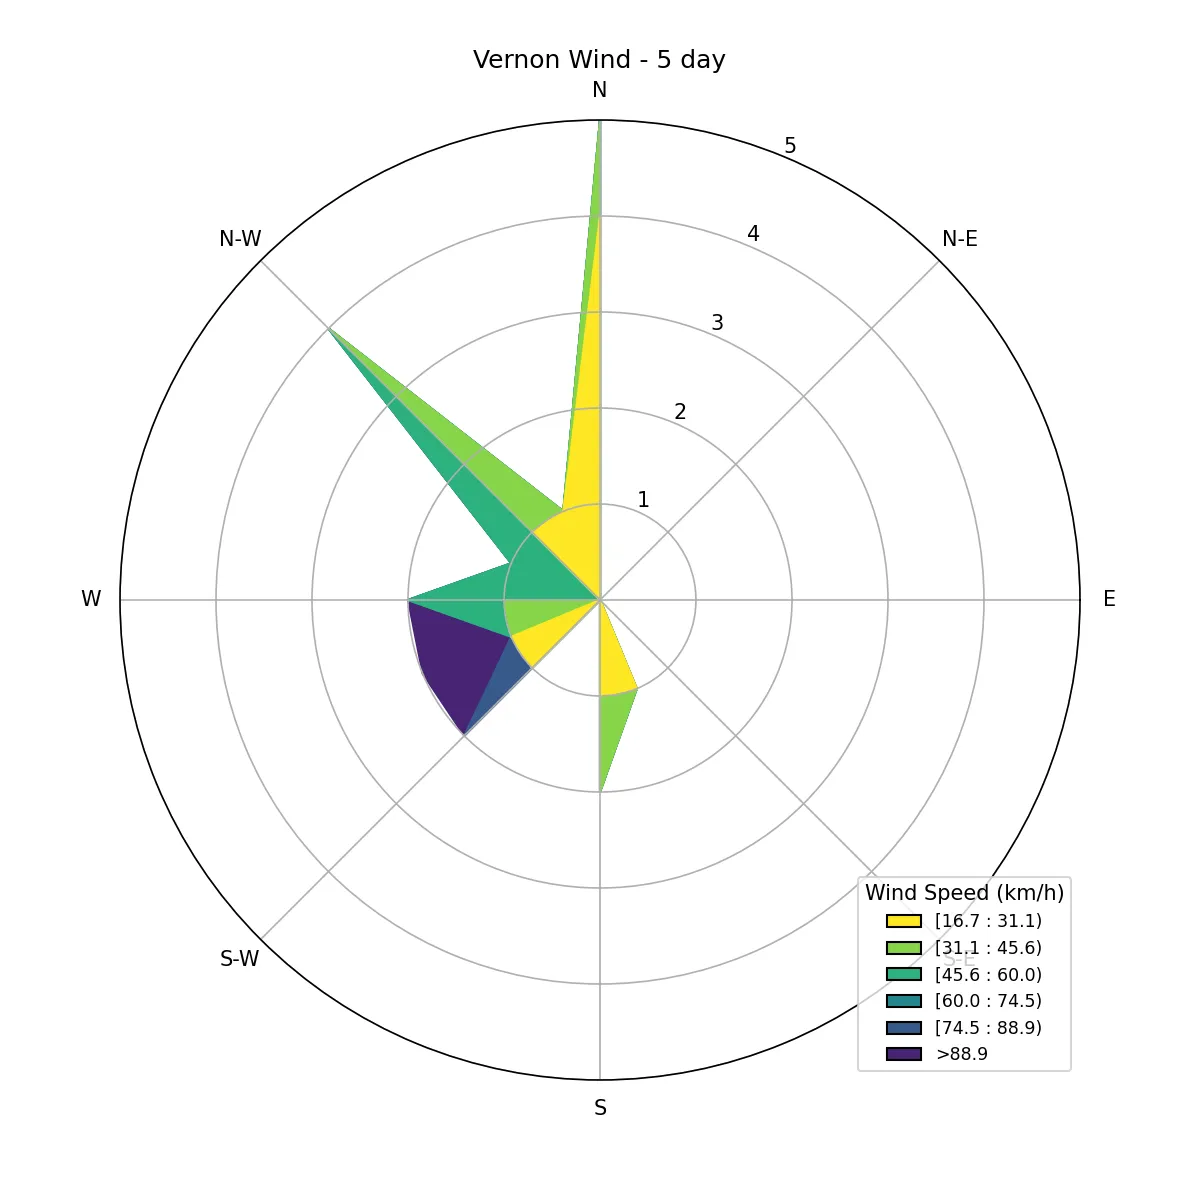 Vernon Wind - 5 day
N
5
N-W
N-E
4
3
2
1
W
E
Wind Speed (km/h)
[16.7 : 31.1)
[31.1 : 45.6)
S-W
S-E
[45.6 : 60.0)
[60.0 : 74.5)
[74.5 : 88.9)
>88.9
S